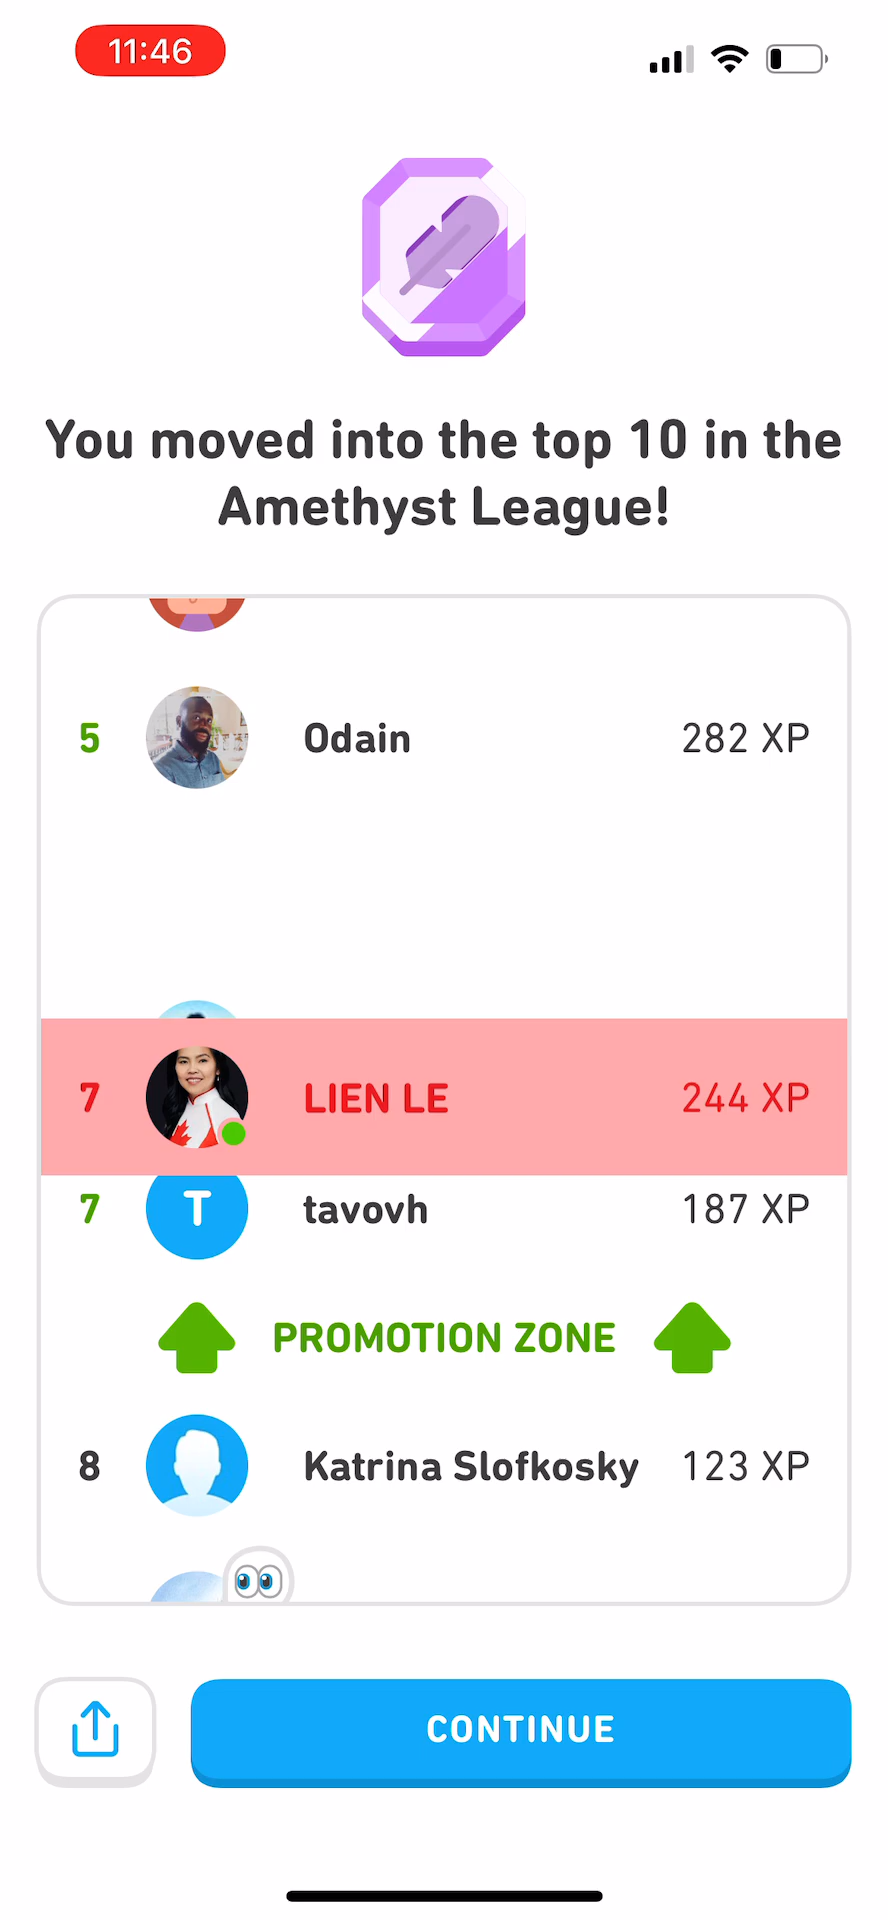 11:46
You moved into the top 10 in the
Amethyst League!
5 Odain 282 XP
7 LIEN LE 244 XP
7 T tavovh 187 XP
PROMOTION ZONE
8 Katrina Slofkosky 123 XP
CONTINUE